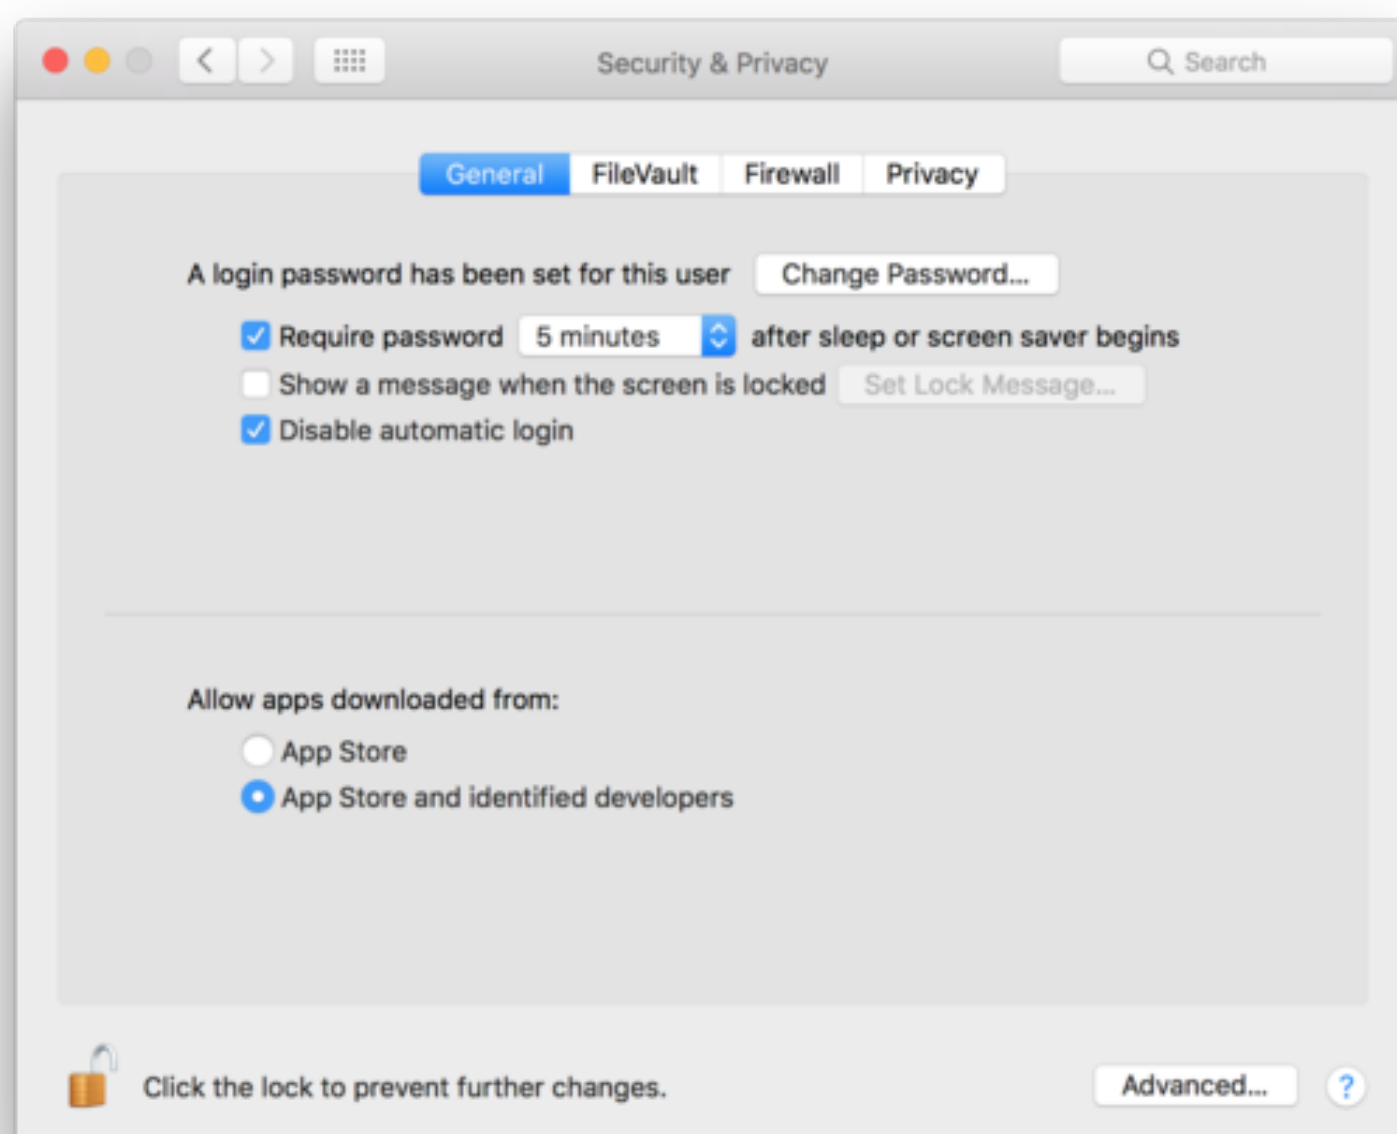 Security & Privacy
Search
General FileVault Firewall Privacy
A login password has been set for this user Change Password...
Require password 5 minutes after sleep or screen saver begins
Show a message when the screen is locked Set Lock Message...
Disable automatic login
Allow apps downloaded from:
App Store
App Store and identified developers
Click the lock to prevent further changes. Advanced... ?